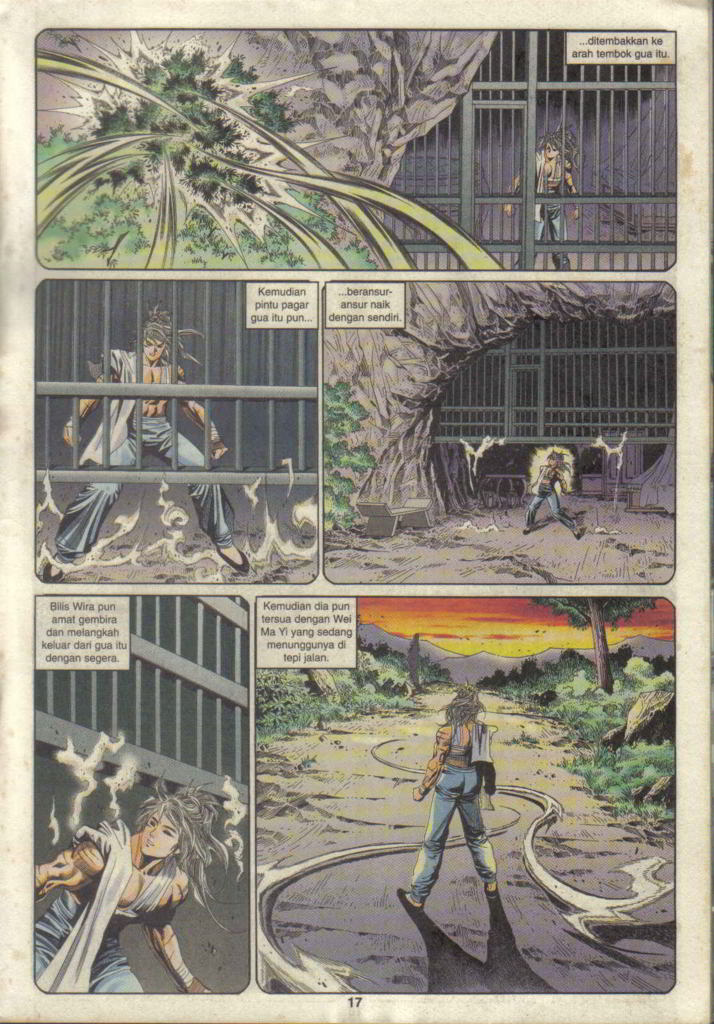 ...ditembakkan ke
arah tembok gua itu.
Kemudian
pintu pagar
gua itu pun...
...beransur-
ansur naik
dengan sendiri.
Bilis Wira pun
amat gembira
dan melangkah
keluar dari gua itu
dengan segera.
Kemudian dia pun
tersua dengan Wei
Ma Yi yang sedang
menunggunya di
tepi jalan.
17